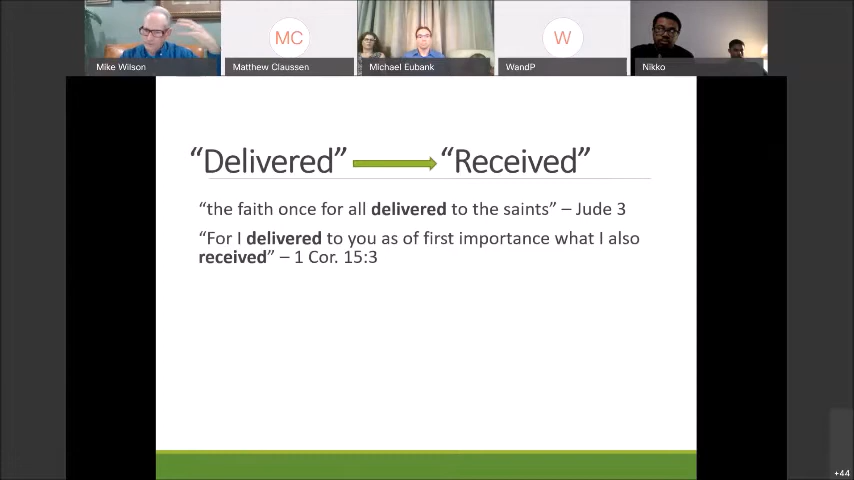 MC
W
Mike Wilson
Matthew Claussen
Michael Eubank
WandP
Nikko
“Delivered” “Received”
“the faith once for all delivered to the saints” – Jude 3
“For I delivered to you as of first importance what I also
received” – 1 Cor. 15:3
+44